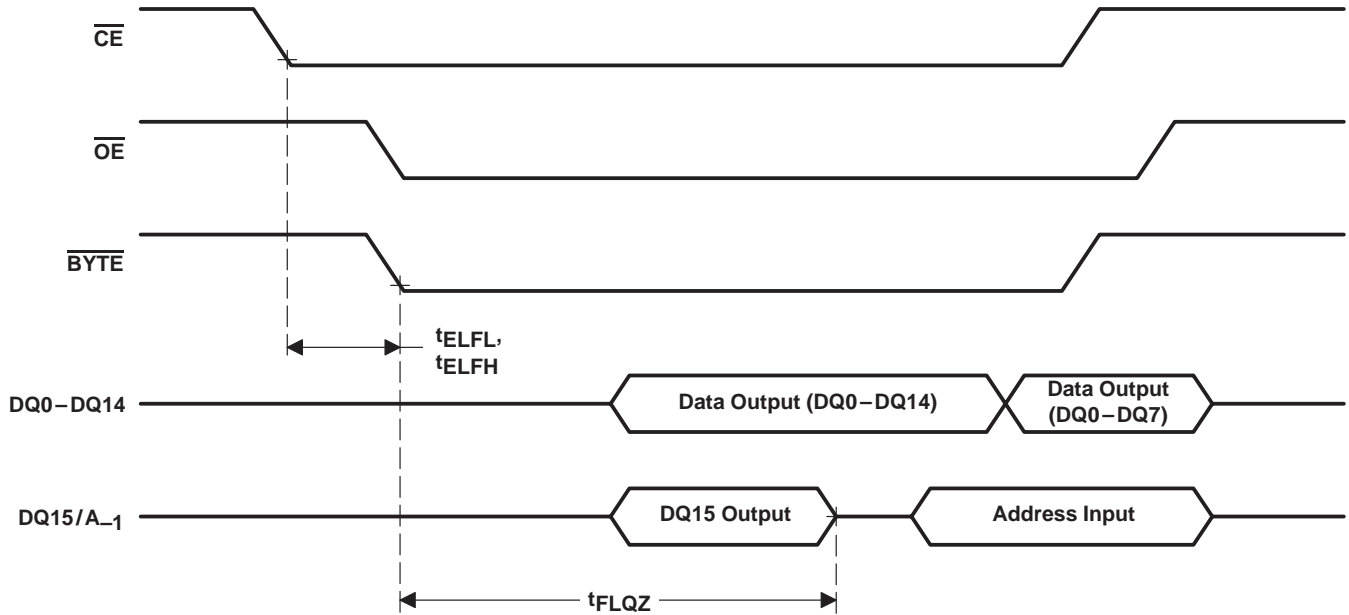 CE
OE
BYTE
tELFL,
tELFH
DQ0–DQ14
Data Output (DQ0–DQ14)
Data Output
(DQ0–DQ7)
DQ15/A–1
DQ15 Output
Address Input
tFLQZ